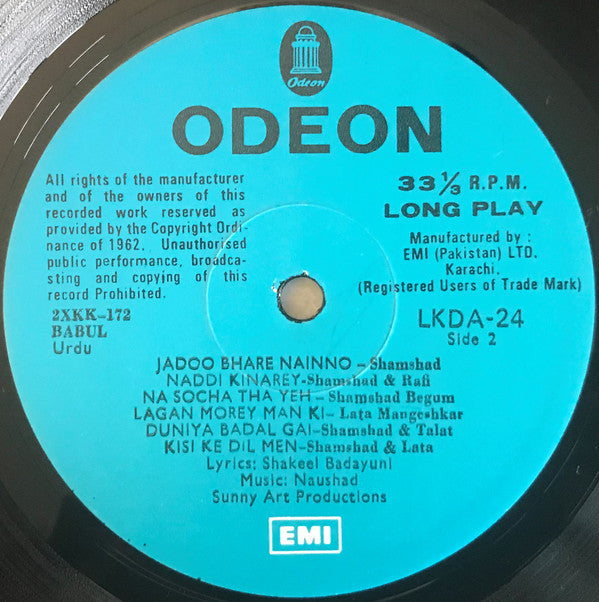 Odeon
ODEON
All rights of the manufacturer
and of the owners of this
recorded work reserved as
provided by the Copyright Ordi-
nance of 1962. Unauthorised
public performance, broadca-
sting and copying of this
record Prohibited.
2XKK-172
BABUL
Urdu
33 1/3 R.P.M.
LONG PLAY
Manufactured by :
EMI (Pakistan) LTD.
Karachi.
(Registered Users of Trade Mark)
LKDA-24
Side 2
JADOO BHARE NAINNO - Shamshad
NADDI KINAREY-Shamshad & Rafi
NA SOCHA THA YEH - Shamshad Begum
LAGAN MOREY MAN KI- Lata Mangeshkar
DUNIYA BADAL GAI-Shamshad & Talat
KISI KE DIL MEN-Shamshad & Lata
Lyrics: Shakeel Badayuni
Music: Naushad
Sunny Art Productions
EMI